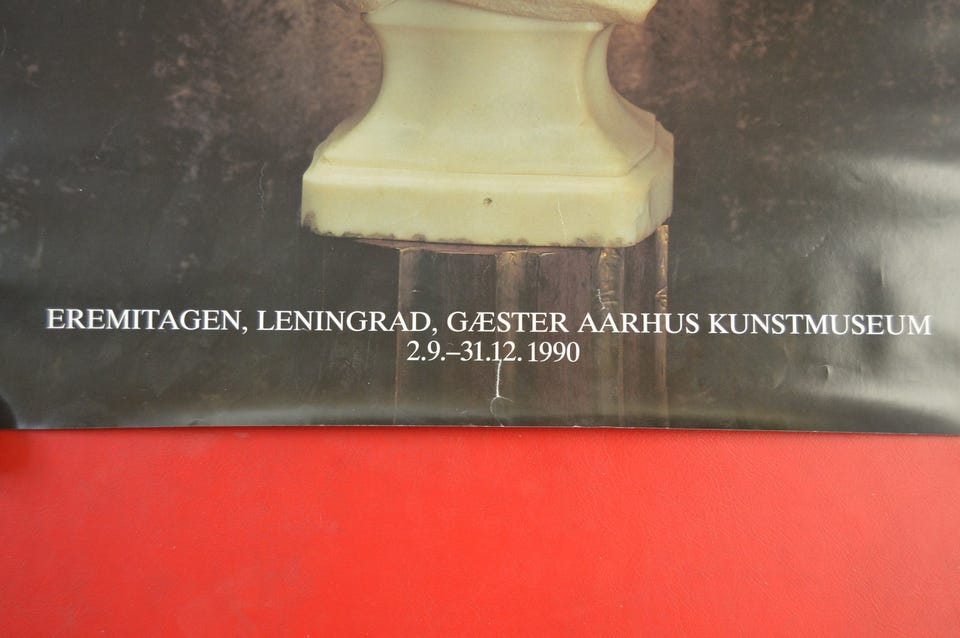 EREMITAGEN, LENINGRAD, GÆSTER AARHUS KUNSTMUSEUM
2.9.–31.12. 1990